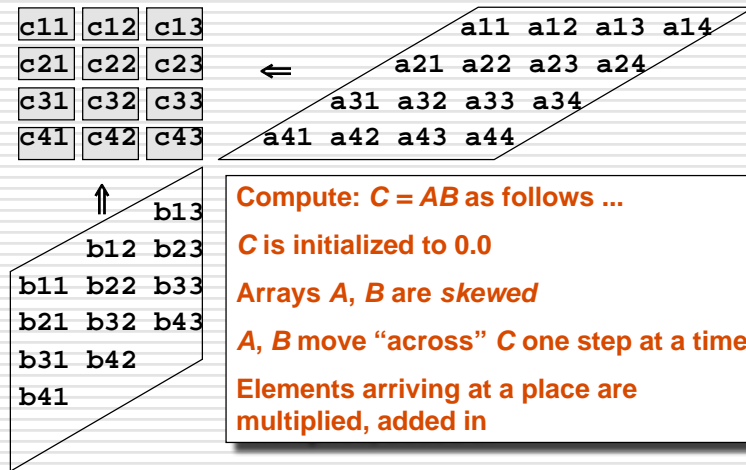 c11 c12 c13 a11 a12 a13 a14
c21 c22 c23 ⇐ a21 a22 a23 a24
c31 c32 c33 a31 a32 a33 a34
c41 c42 c43 a41 a42 a43 a44
⇑
b13
b12 b23
b11 b22 b33
b21 b32 b43
b31 b42
b41
Compute: C = AB as follows ...
C is initialized to 0.0
Arrays A, B are skewed
A, B move “across” C one step at a time
Elements arriving at a place are
multiplied, added in